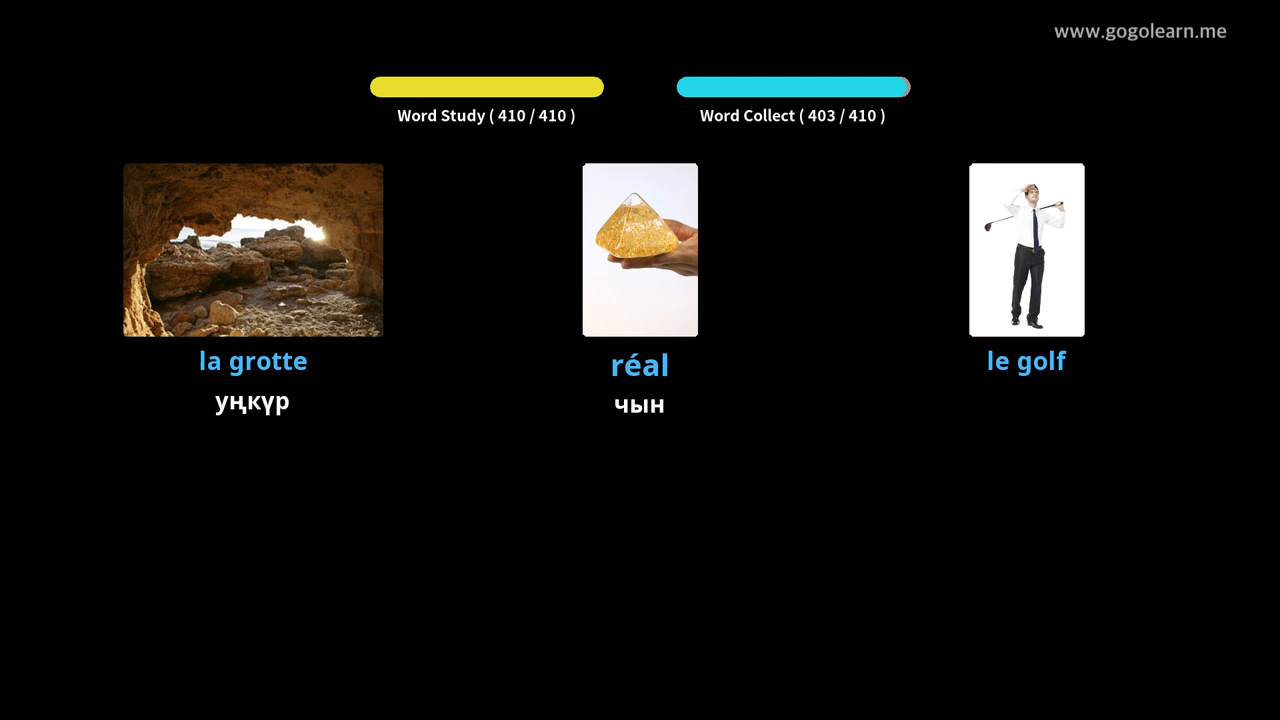 www.gogolearn.me
Word Study ( 410 / 410 )
Word Collect ( 403 / 410 )
la grotte
үңкүр
réal
чын
le golf